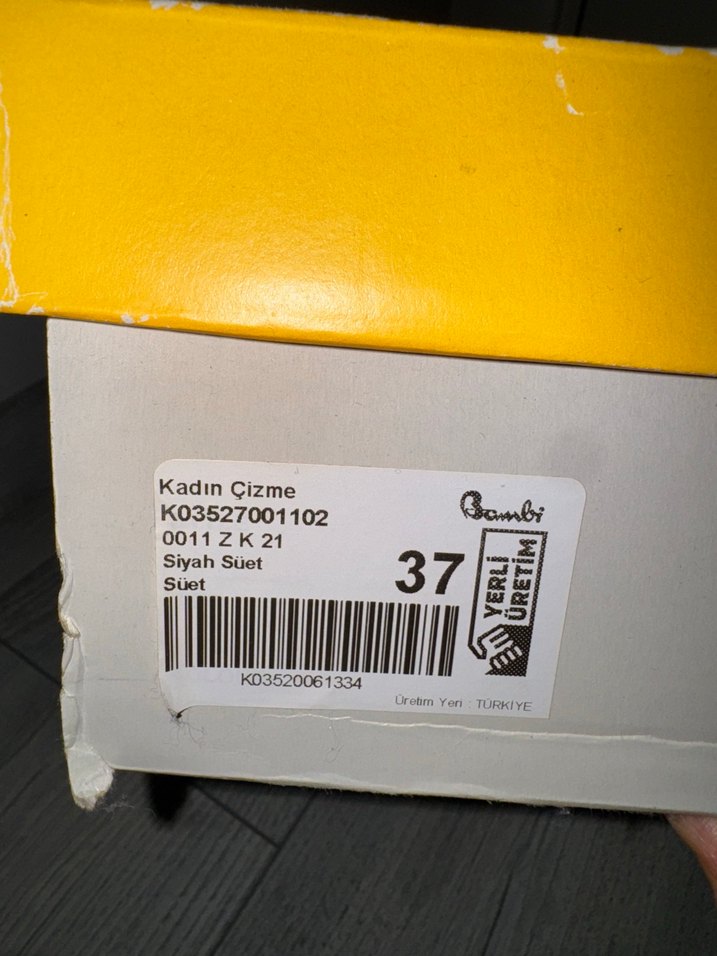 Kadın Çizme
K03527001102
0011 Z K 21
Siyah Süet
Süet
37
Bambi
YERLİ
ÜRETİM
K03520061334
Üretim Yeri : TÜRKİYE